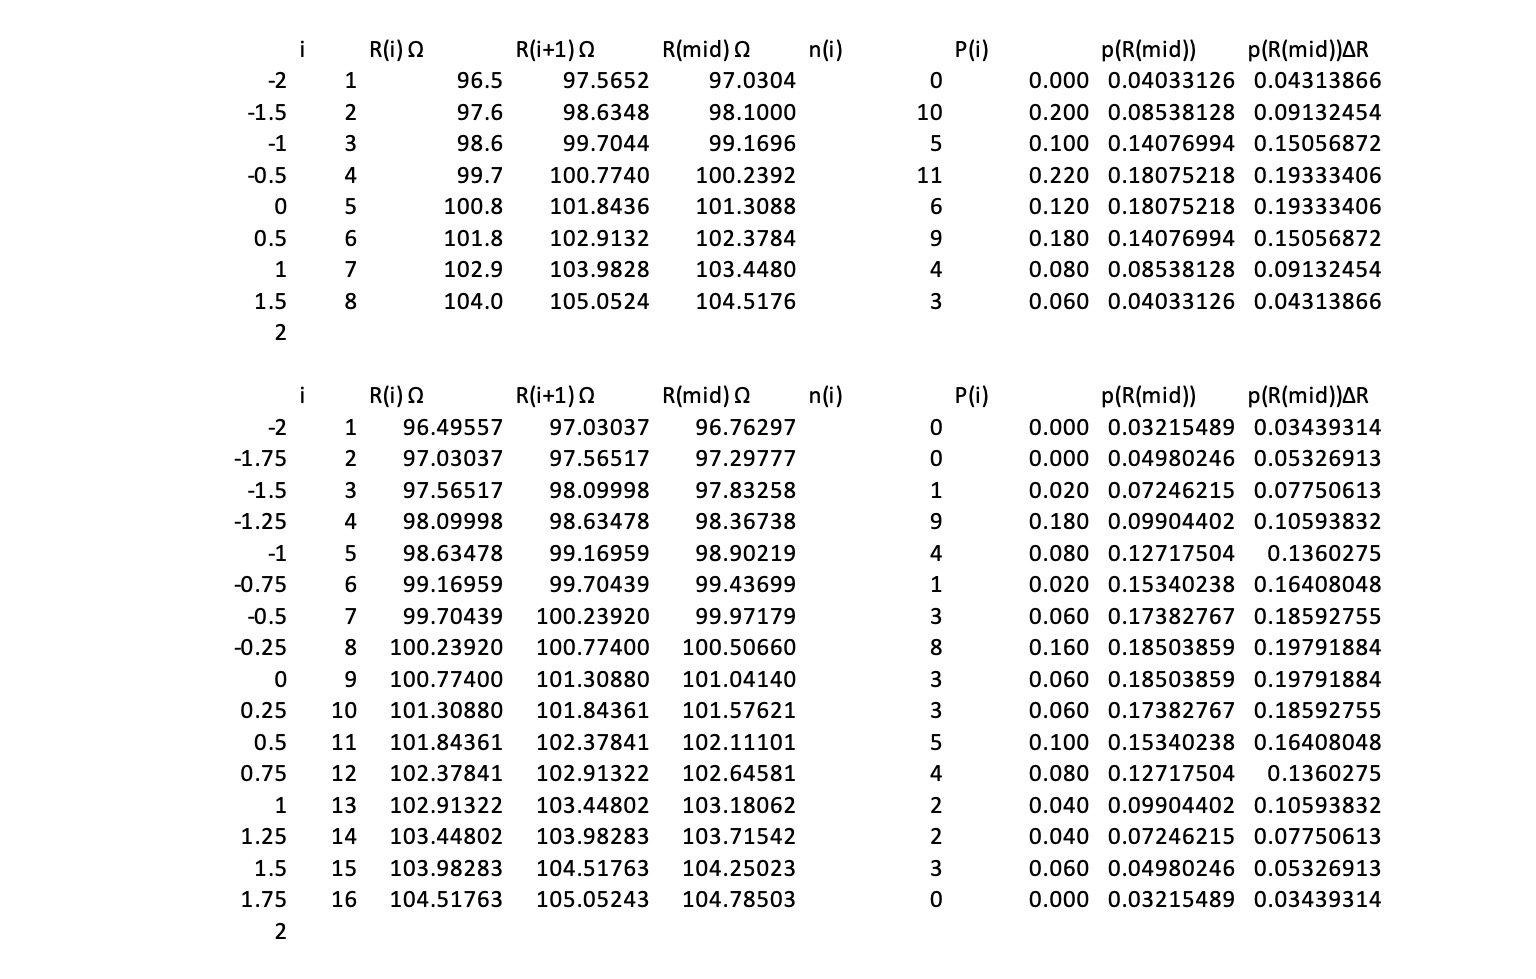 i R(i) Ω R(i+1) Ω R(mid) Ω n(i) P(i) p(R(mid)) p(R(mid))ΔR
-2 1 96.5 97.5652 97.0304 0 0.000 0.04033126 0.04313866
-1.5 2 97.6 98.6348 98.1000 10 0.200 0.08538128 0.09132454
-1 3 98.6 99.7044 99.1696 5 0.100 0.14076994 0.15056872
-0.5 4 99.7 100.7740 100.2392 11 0.220 0.18075218 0.19333406
0 5 100.8 101.8436 101.3088 6 0.120 0.18075218 0.19333406
0.5 6 101.8 102.9132 102.3784 9 0.180 0.14076994 0.15056872
1 7 102.9 103.9828 103.4480 4 0.080 0.08538128 0.09132454
1.5 8 104.0 105.0524 104.5176 3 0.060 0.04033126 0.04313866
2
i R(i) Ω R(i+1) Ω R(mid) Ω n(i) P(i) p(R(mid)) p(R(mid))ΔR
-2 1 96.49557 97.03037 96.76297 0 0.000 0.03215489 0.03439314
-1.75 2 97.03037 97.56517 97.29777 0 0.000 0.04980246 0.05326913
-1.5 3 97.56517 98.09998 97.83258 1 0.020 0.07246215 0.07750613
-1.25 4 98.09998 98.63478 98.36738 9 0.180 0.09904402 0.10593832
-1 5 98.63478 99.16959 98.90219 4 0.080 0.12717504 0.1360275
-0.75 6 99.16959 99.70439 99.43699 1 0.020 0.15340238 0.16408048
-0.5 7 99.70439 100.23920 99.97179 3 0.060 0.17382767 0.18592755
-0.25 8 100.23920 100.77400 100.50660 8 0.160 0.18503859 0.19791884
0 9 100.77400 101.30880 101.04140 3 0.060 0.18503859 0.19791884
0.25 10 101.30880 101.84361 101.57621 3 0.060 0.17382767 0.18592755
0.5 11 101.84361 102.37841 102.11101 5 0.100 0.15340238 0.16408048
0.75 12 102.37841 102.91322 102.64581 4 0.080 0.12717504 0.1360275
1 13 102.91322 103.44802 103.18062 2 0.040 0.09904402 0.10593832
1.25 14 103.44802 103.98283 103.71542 2 0.040 0.07246215 0.07750613
1.5 15 103.98283 104.51763 104.25023 3 0.060 0.04980246 0.05326913
1.75 16 104.51763 105.05243 104.78503 0 0.000 0.03215489 0.03439314
2